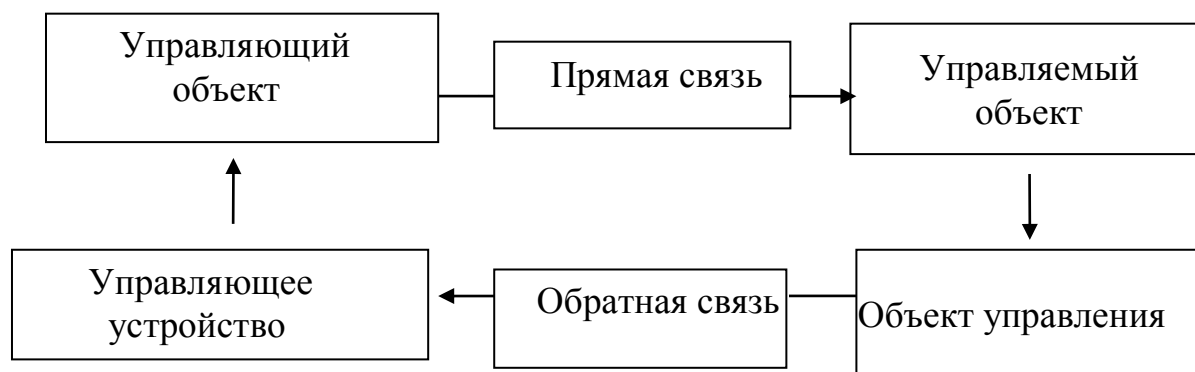 Управляющий
объект
Прямая связь
Управляемый
объект
Управляющее
устройство
Обратная связь
Объект управления